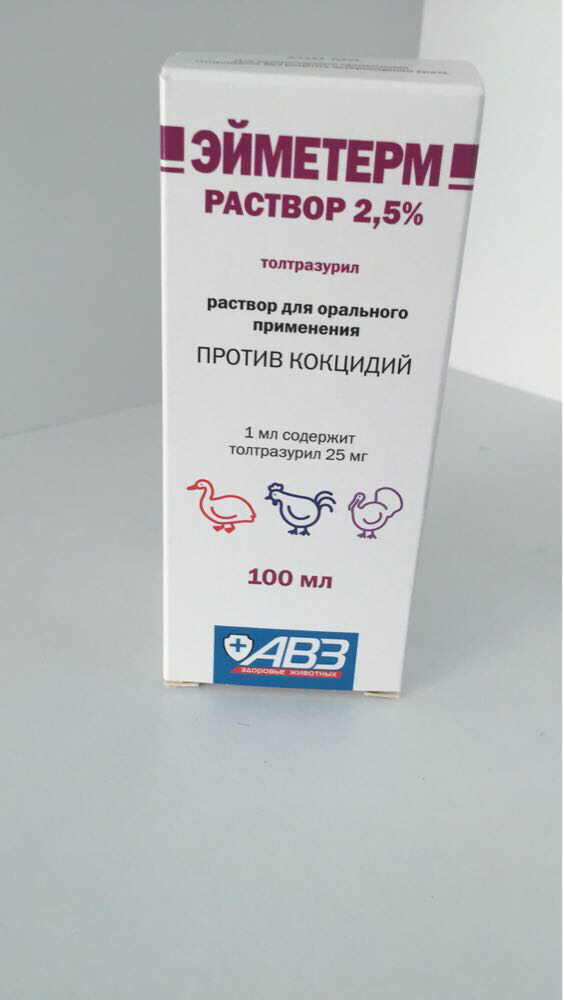 ЭЙМЕТЕРМ
РАСТВОР 2,5%
толтразурил
раствор для орального
применения
ПРОТИВ КОКЦИДИЙ
1 мл содержит
толтразурил 25 мг
100 мл
АВЗ
здоровье животных